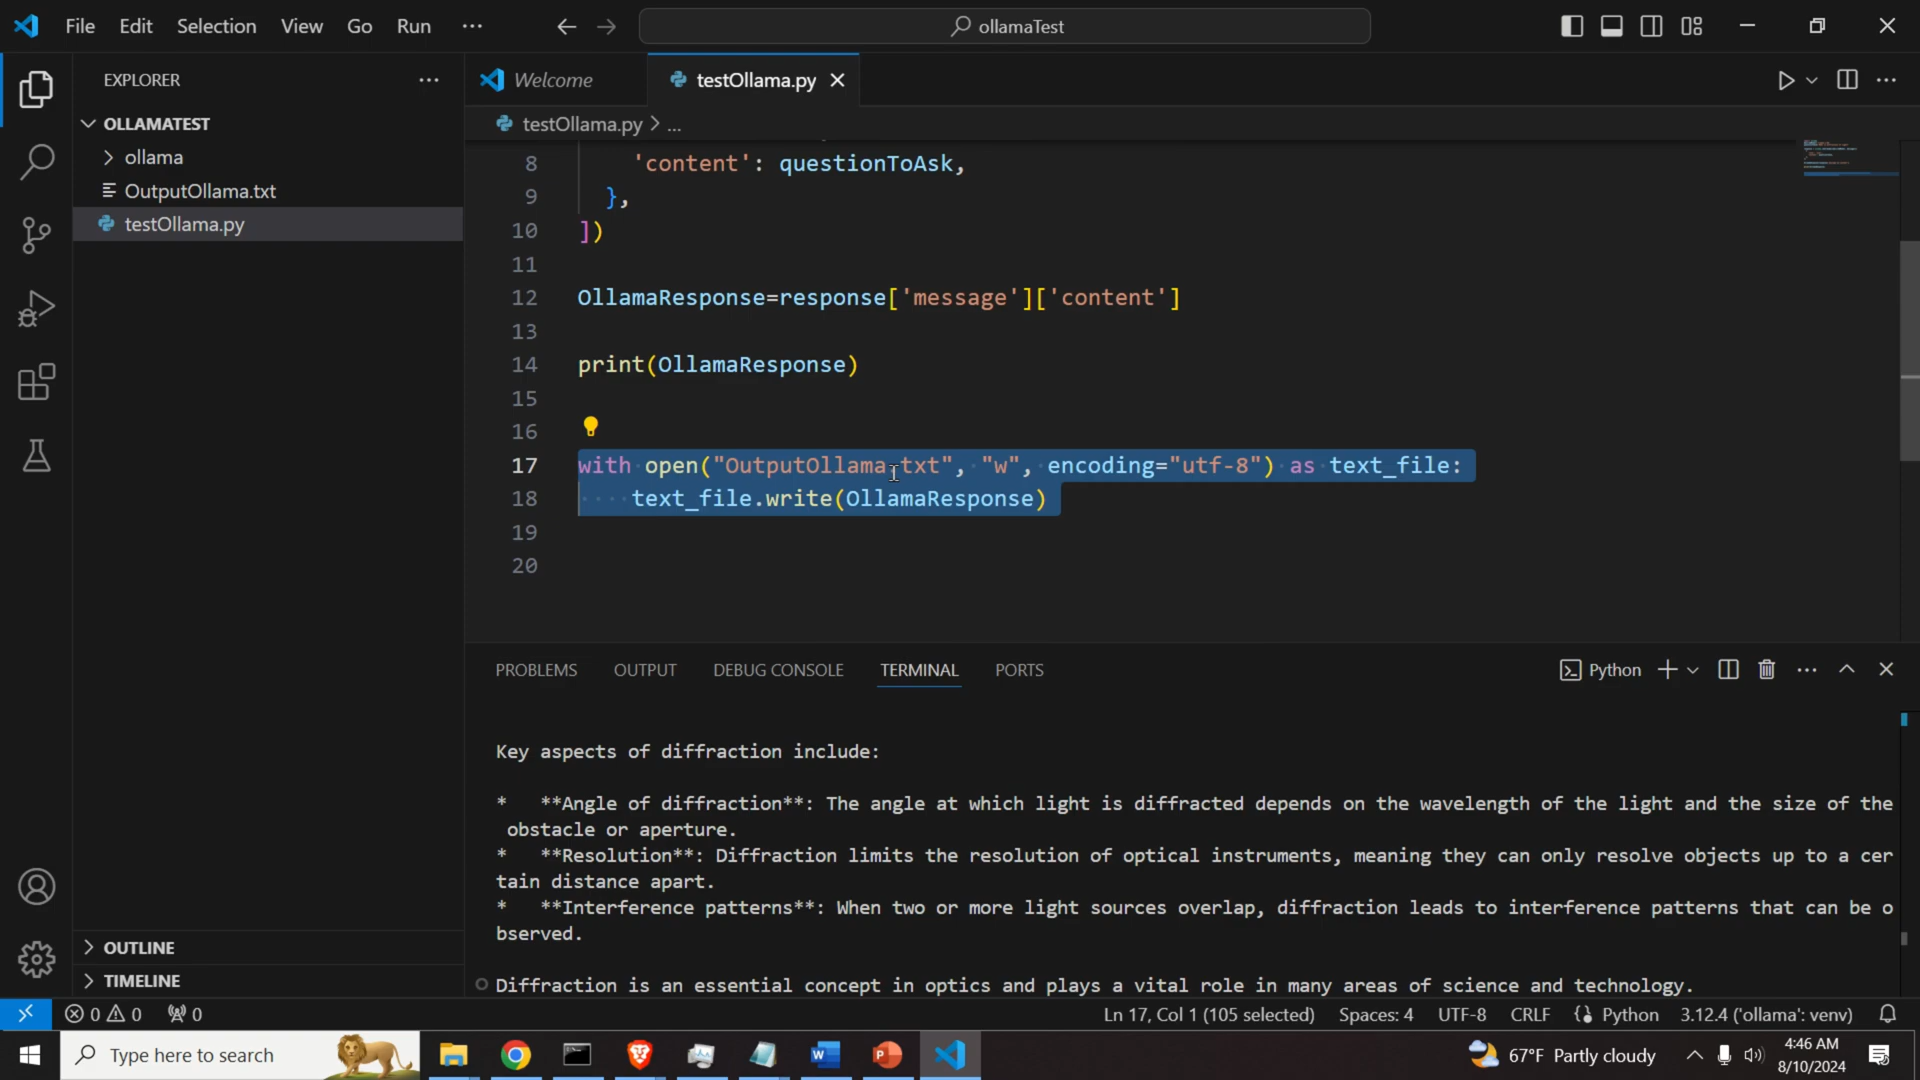 File Edit Selection View Go Run ... ollamaTest
EXPLORER ...
OLLAMATEST
ollama
OutputOllama.txt
testOllama.py
OUTLINE
TIMELINE
Welcome testOllama.py
testOllama.py > ...
8 'content': questionToAsk,
9 },
10 ])
11
12 OllamaResponse=response['message']['content']
13
14 print(OllamaResponse)
15
16
17 with open("OutputOllama.txt", "w", encoding="utf-8") as text_file:
18 text_file.write(OllamaResponse)
19
20
PROBLEMS OUTPUT DEBUG CONSOLE TERMINAL PORTS Python
Key aspects of diffraction include:
* **Angle of diffraction**: The angle at which light is diffracted depends on the wavelength of the light and the size of the
obstacle or aperture.
* **Resolution**: Diffraction limits the resolution of optical instruments, meaning they can only resolve objects up to a cer
tain distance apart.
* **Interference patterns**: When two or more light sources overlap, diffraction leads to interference patterns that can be o
bserved.
Diffraction is an essential concept in optics and plays a vital role in many areas of science and technology.
0 0 0 Ln 17, Col 1 (105 selected) Spaces: 4 UTF-8 CRLF Python 3.12.4 ('ollama': venv)
Type here to search 67°F Partly cloudy 4:46 AM
8/10/2024